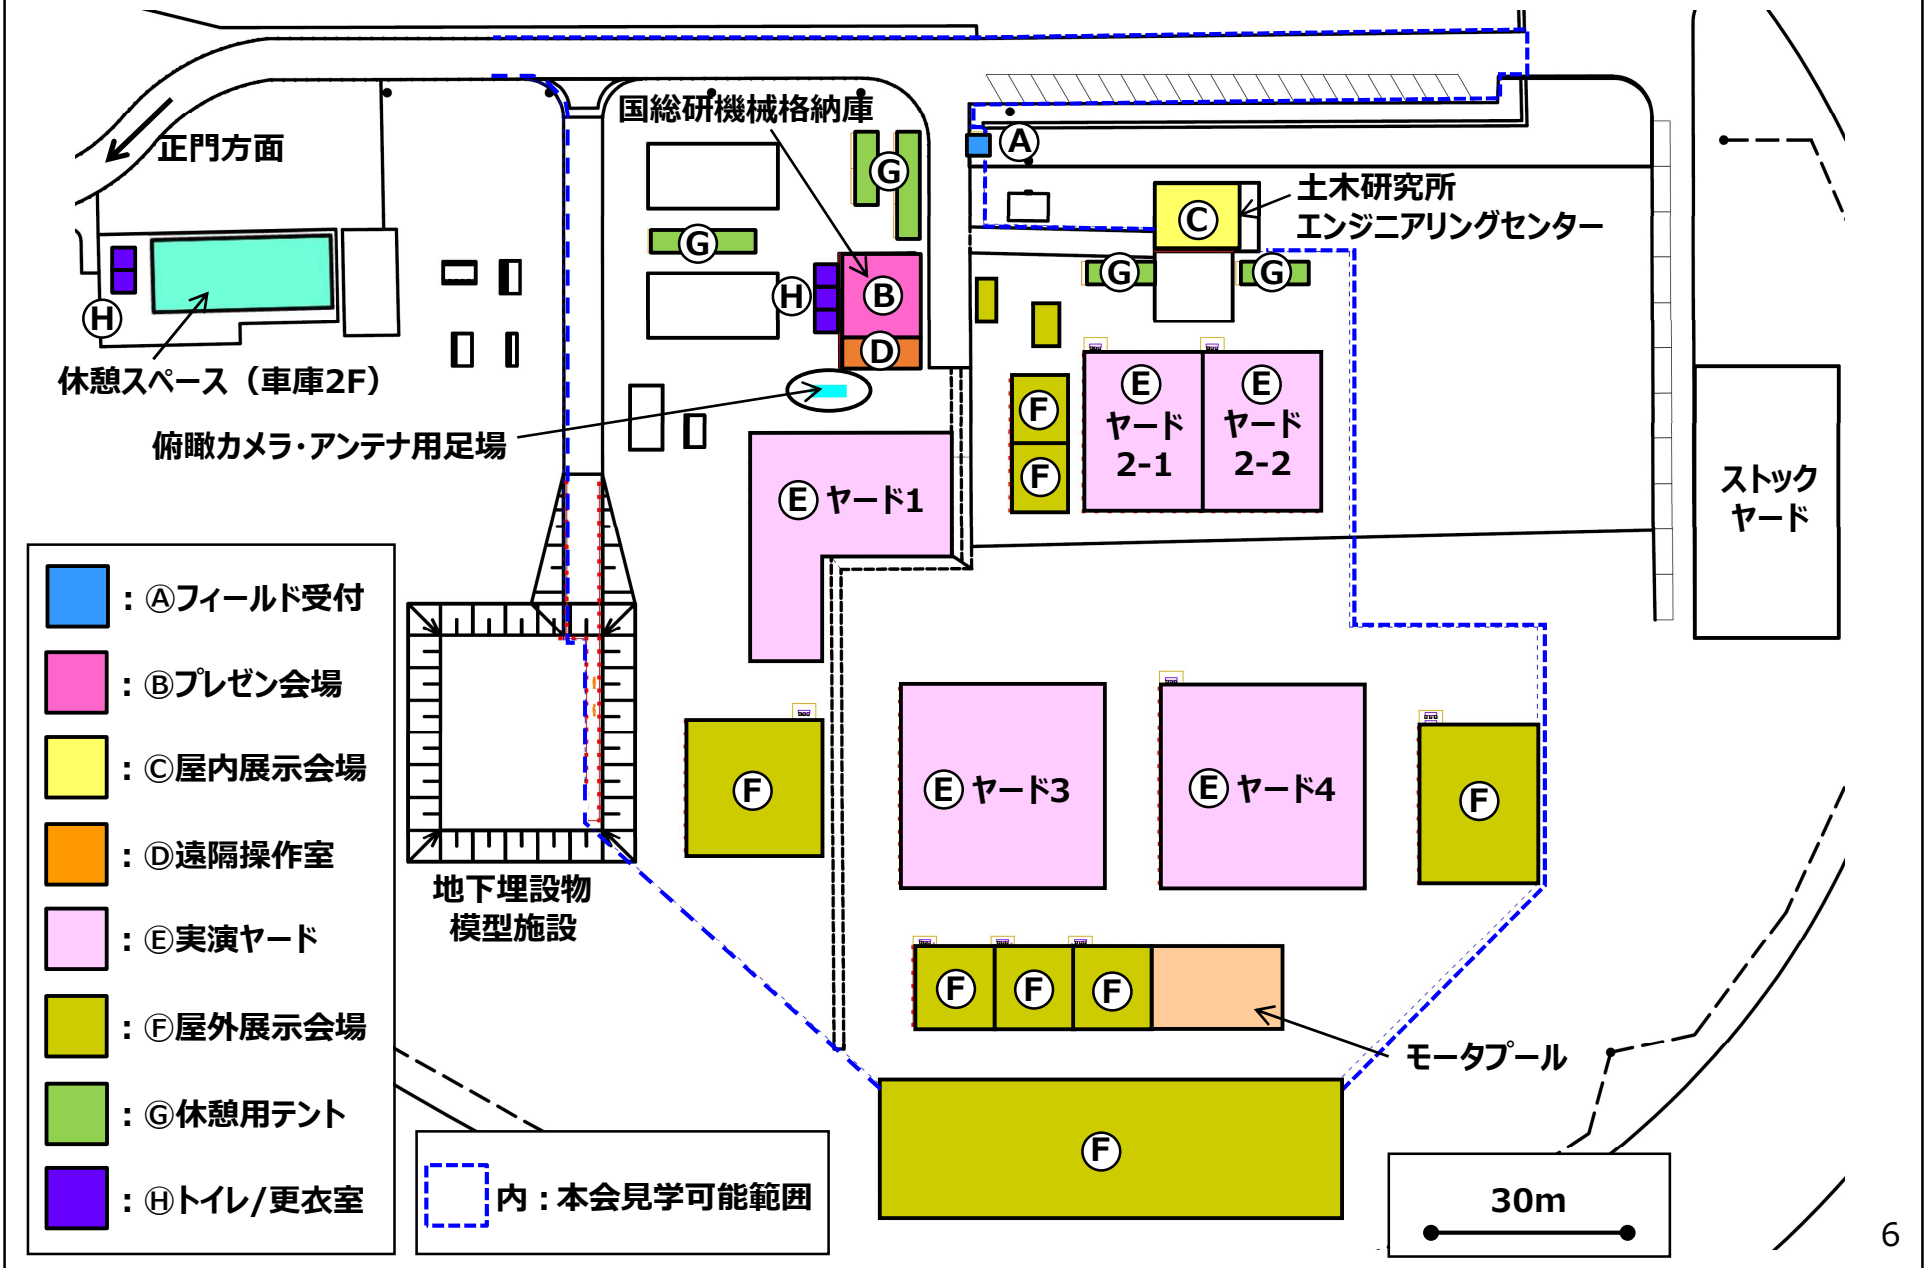 国総研機械格納庫
正門方面
Ⓐ
Ⓖ
土木研究所
エンジニアリングセンター
Ⓒ
Ⓖ
Ⓖ
Ⓖ
Ⓗ
Ⓑ
Ⓗ
Ⓓ
休憩スペース（車庫2F）
俯瞰カメラ・アンテナ用足場
Ⓕ
Ⓕ
Ⓔ
ヤード
2-1
Ⓔ
ヤード
2-2
Ⓔ ヤード1
ストック
ヤード
Ⓕ
Ⓔ ヤード3
Ⓔ ヤード4
Ⓕ
地下埋設物
模型施設
Ⓕ
Ⓕ
Ⓕ
モータプール
Ⓕ
：Ⓐフィールド受付
：Ⓑプレゼン会場
：Ⓒ屋内展示会場
：Ⓓ遠隔操作室
：Ⓔ実演ヤード
：Ⓕ屋外展示会場
：Ⓖ休憩用テント
：Ⓗトイレ/更衣室
内：本会見学可能範囲
30m
6